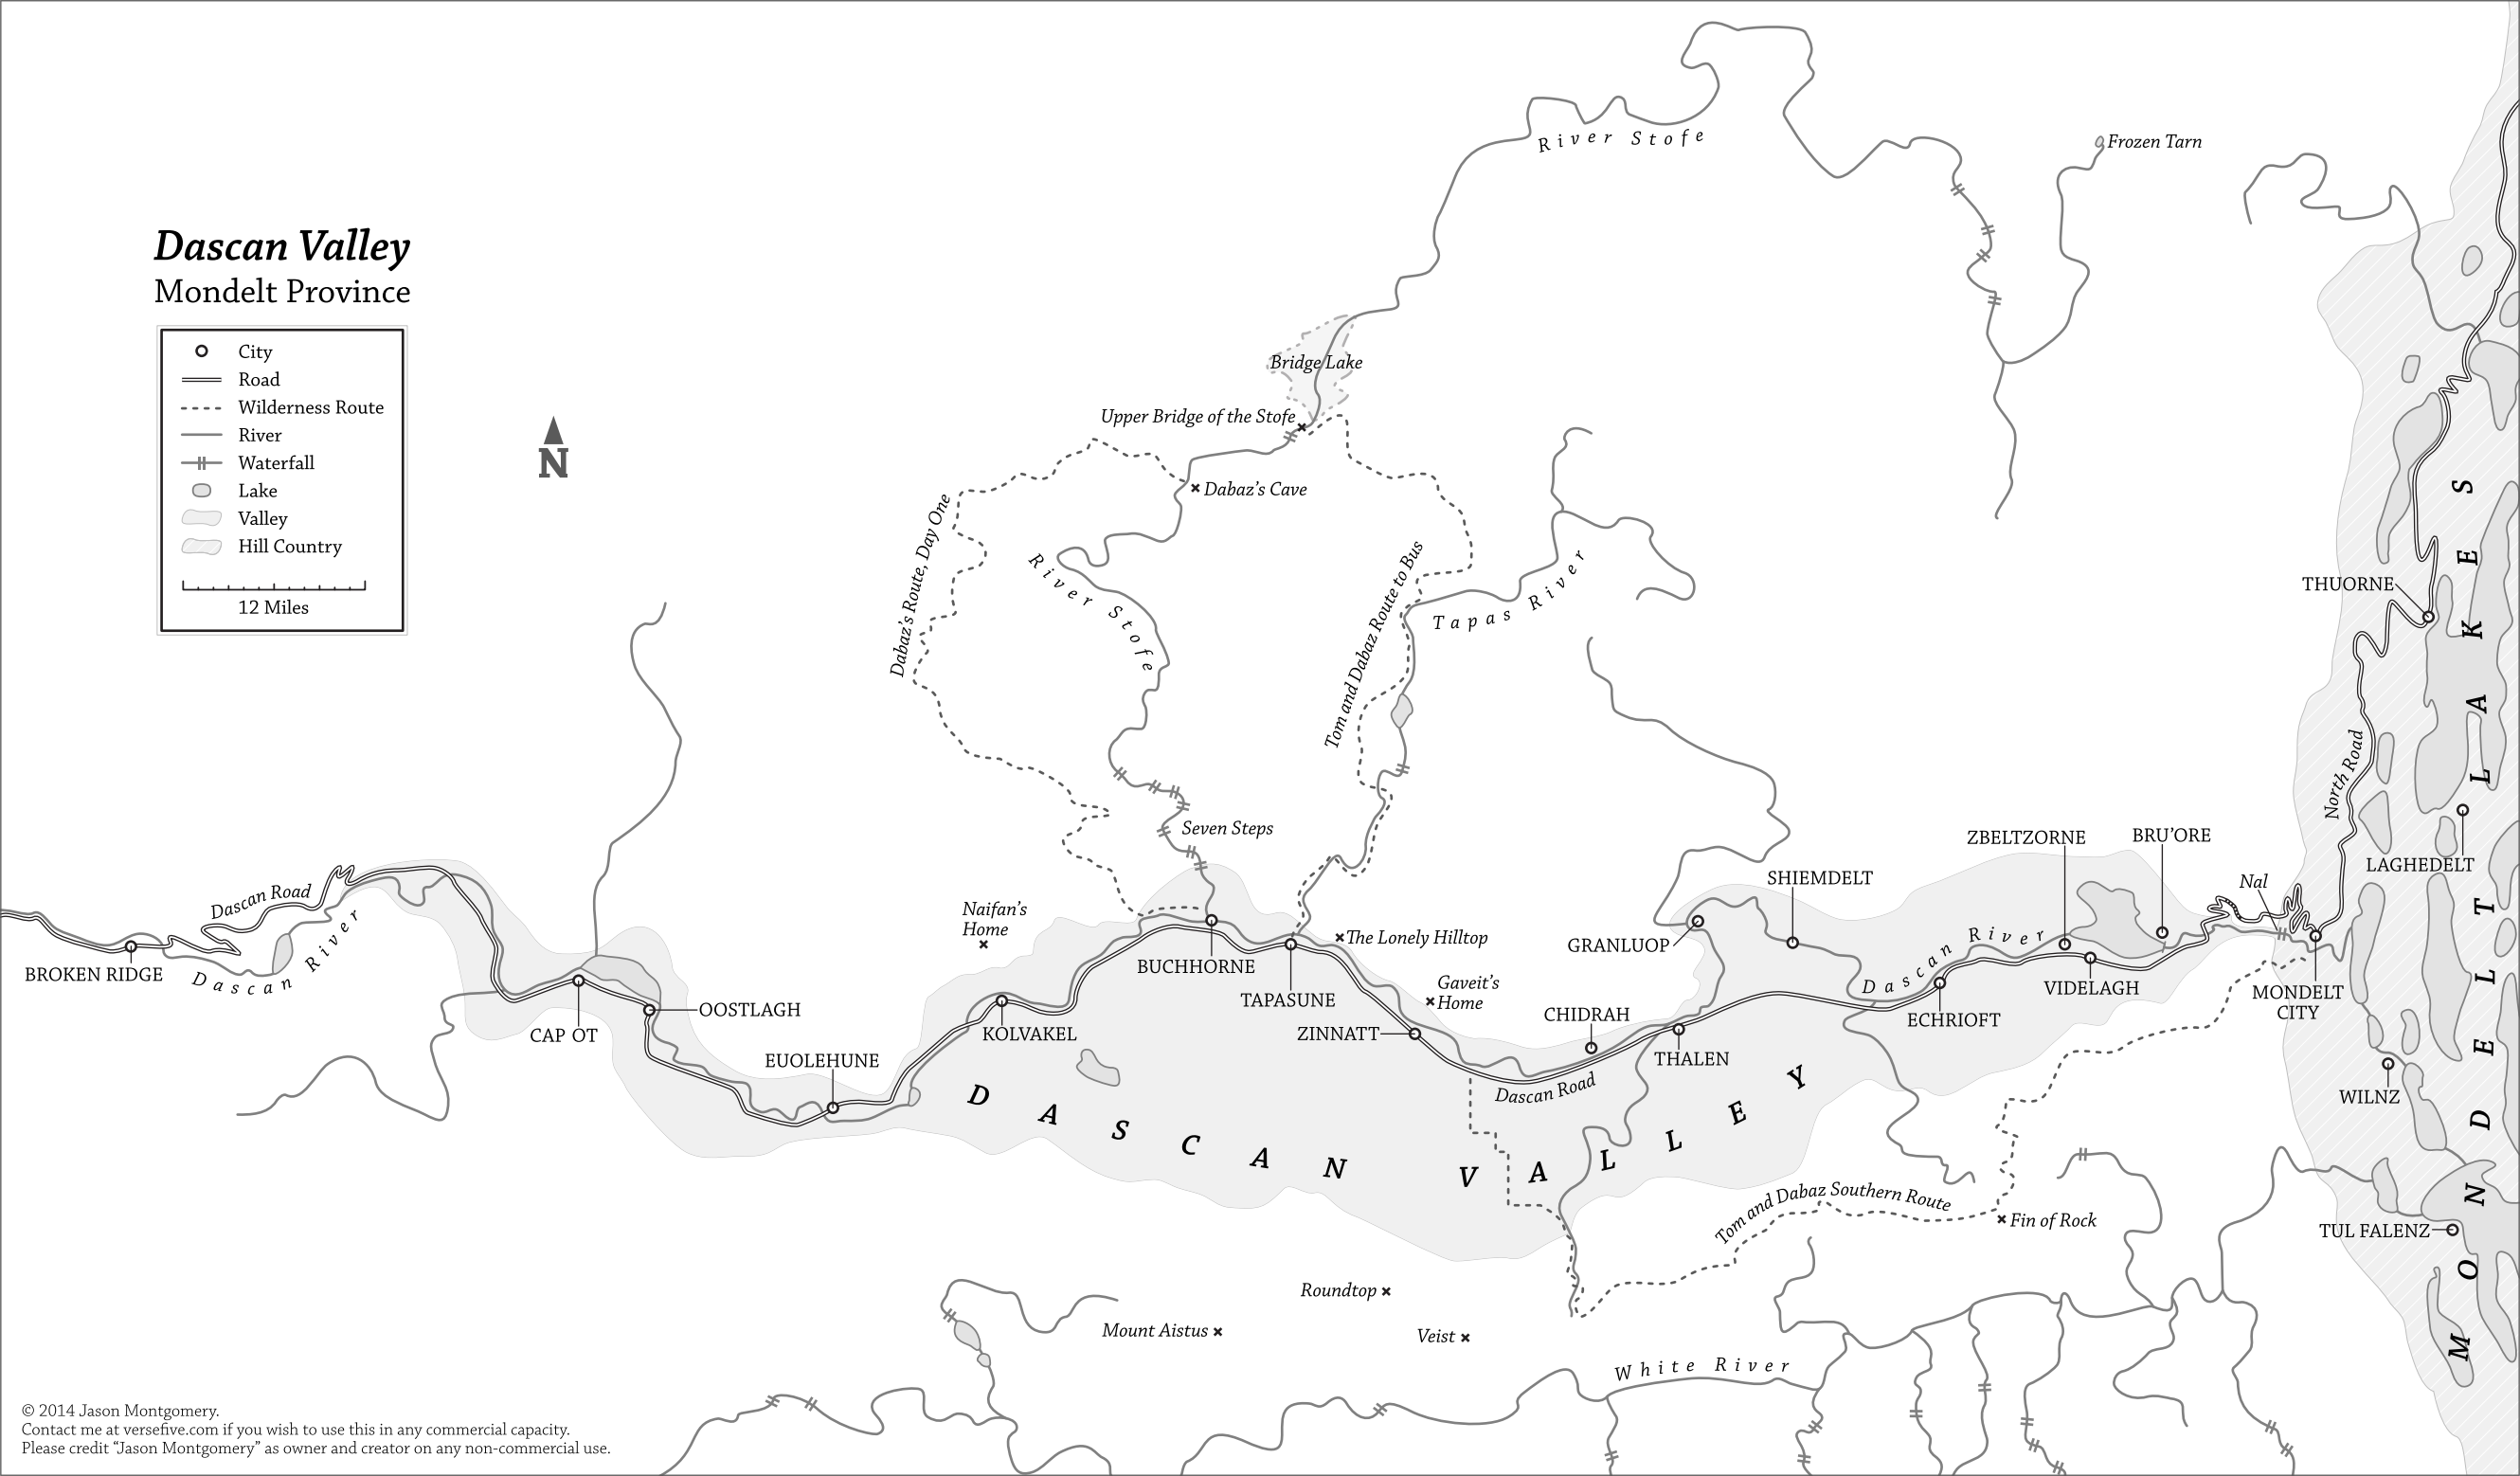 Dascan Valley
Mondelt Province
City
Road
Wilderness Route
River
Waterfall
Lake
Valley
Hill Country
12 Miles
N
River Stofe
Frozen Tarn
Bridge Lake
Upper Bridge of the Stofe
Dabaz's Cave
Dabaz's Route, Day One
River Stofe
Tom and Dabaz Route to Bus
Tapas River
THUORNE
North Road
MONDELT LAKES
Seven Steps
ZBELTZORNE
BRU'ORE
LAGHEDELT
SHIEMDELT
Nal
Dascan Road
Naifan's
Home
The Lonely Hilltop
GRANLUOP
Dascan River
BROKEN RIDGE
Dascan River
BUCHHORNE
TAPASUNE
Gaveit's
Home
VIDELAGH
MONDELT
CITY
OOSTLAGH
CAP OT
KOLVAKEL
ZINNATT
CHIDRAH
ECHRIOFT
EUOLEHUNE
THALEN
Dascan Road
WILNZ
DASCAN VALLEY
Tom and Dabaz Southern Route
Fin of Rock
TUL FALENZ
Roundtop
Mount Aistus
Veist
White River
© 2014 Jason Montgomery.
Contact me at versefive.com if you wish to use this in any commercial capacity.
Please credit “Jason Montgomery” as owner and creator on any non-commercial use.